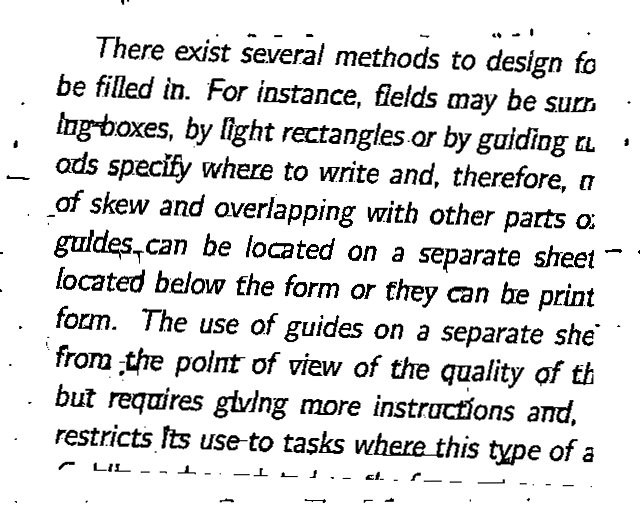 There exist several methods to design fo
be filled in. For instance, fields may be surr
ing boxes, by light rectangles or by guiding ru
ods specify where to write and, therefore, m
of skew and overlapping with other parts o
guides can be located on a separate sheet
located below the form or they can be print
form. The use of guides on a separate she
from the point of view of the quality of th
but requires giving more instructions and,
restricts its use to tasks where this type of a